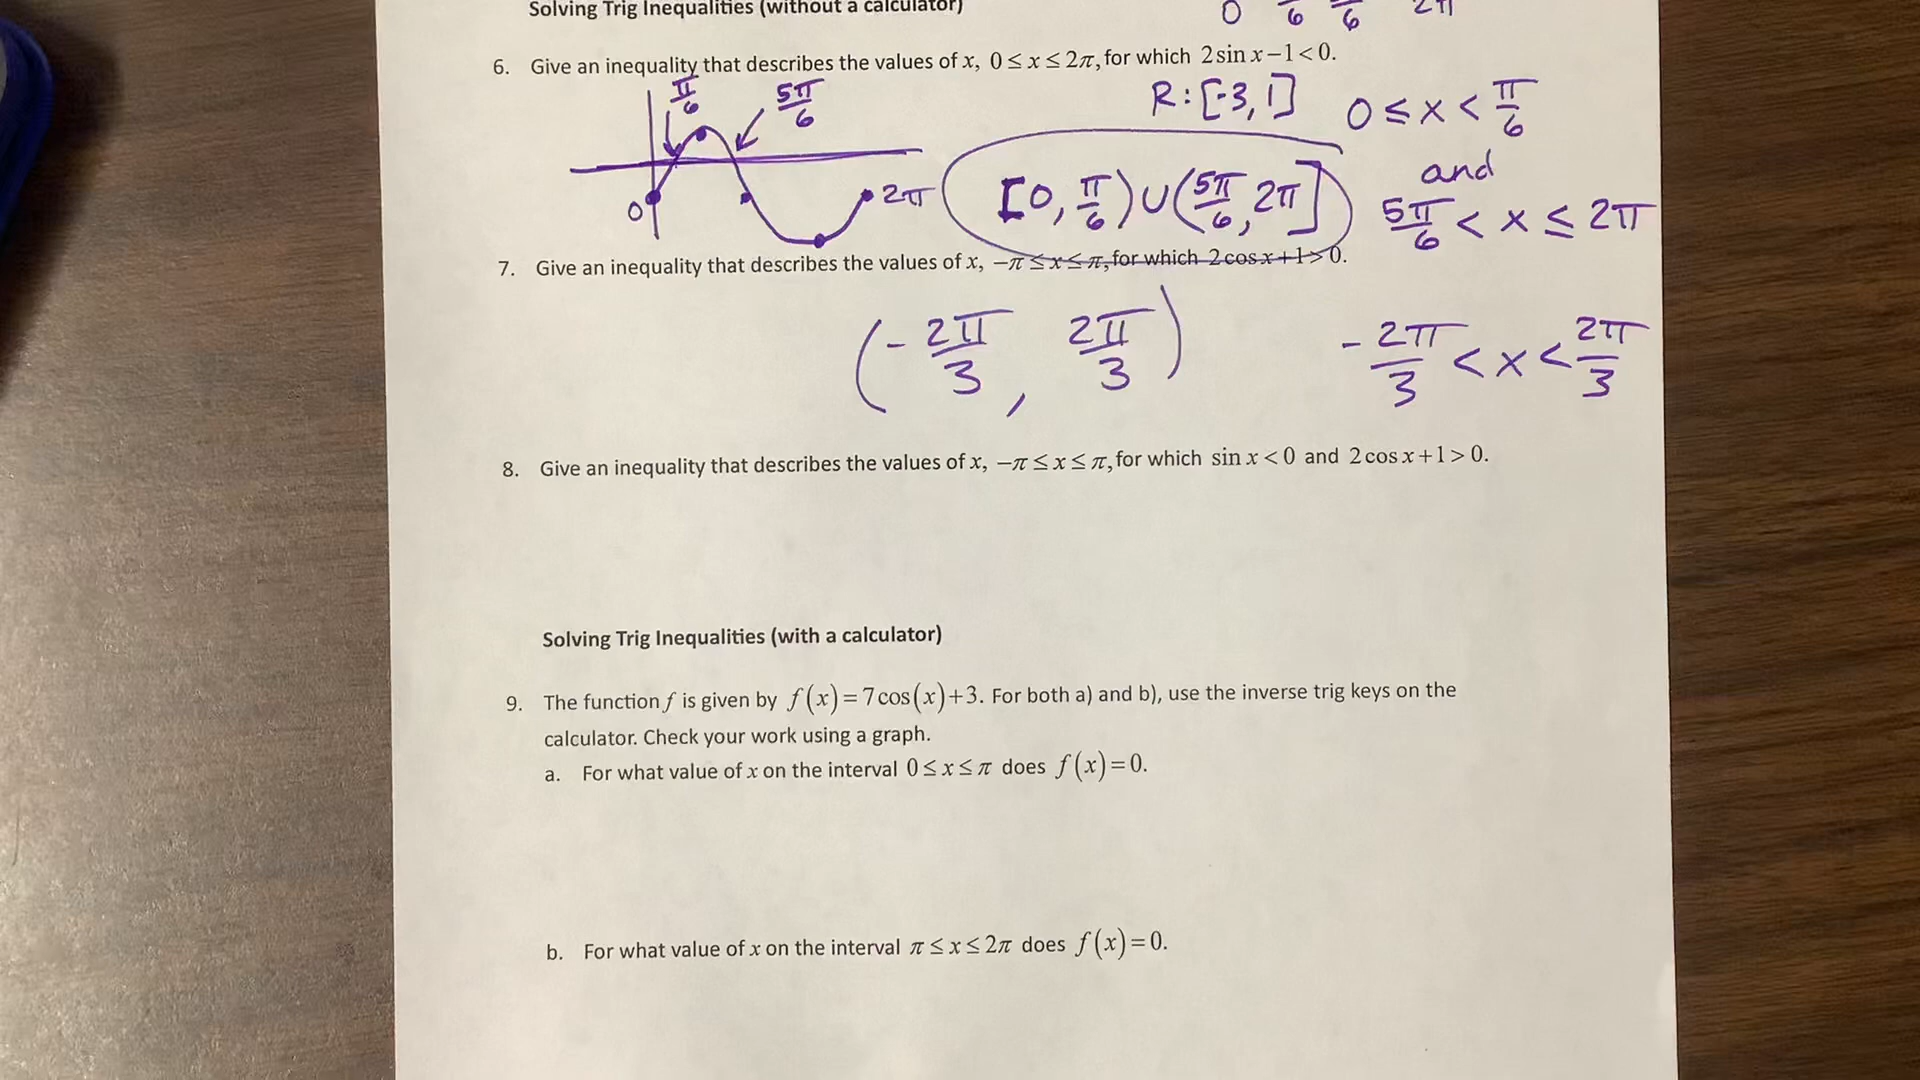 Solving Trig Inequalities (without a calculator)
0 6 6 2π
6. Give an inequality that describes the values of x, 0 ≤ x ≤ 2π, for which 2 sin x − 1 < 0.
π/6 5π/6 R: [-3, 1] 0 ≤ x < π/6
and
0 2π [0, π/6) ∪ (5π/6, 2π] 5π/6 < x ≤ 2π
7. Give an inequality that describes the values of x, −π ≤ x ≤ π, for which 2 cos x + 1 > 0.
(-2π/3, 2π/3) -2π/3 < x < 2π/3
8. Give an inequality that describes the values of x, −π ≤ x ≤ π, for which sin x < 0 and 2 cos x + 1 > 0.
Solving Trig Inequalities (with a calculator)
9. The function f is given by f(x) = 7 cos(x) + 3. For both a) and b), use the inverse trig keys on the
calculator. Check your work using a graph.
a. For what value of x on the interval 0 ≤ x ≤ π does f(x) = 0.
b. For what value of x on the interval π ≤ x ≤ 2π does f(x) = 0.